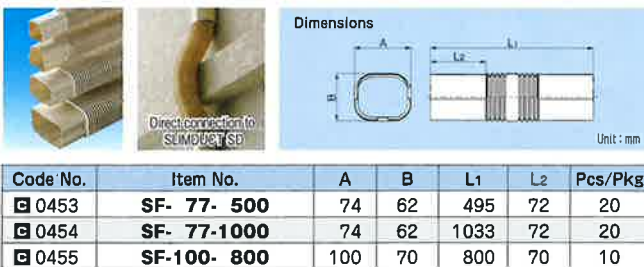 Dimensions
A
L1
L2
B
Direct connection to
SLIMDUCT SD
Unit : mm
Code No. Item No. A B L1 L2 Pcs/Pkg
C 0453 SF- 77- 500 74 62 495 72 20
C 0454 SF- 77-1000 74 62 1033 72 20
C 0455 SF-100- 800 100 70 800 70 10